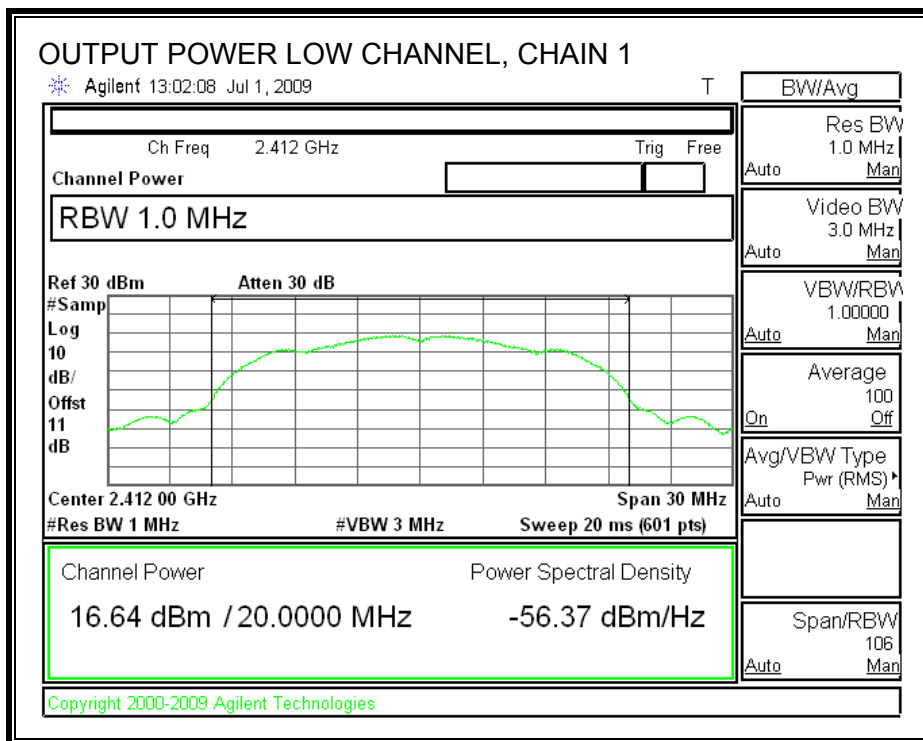 OUTPUT POWER LOW CHANNEL, CHAIN 1
Agilent 13:02:08 Jul 1, 2009 T
Ch Freq 2.412 GHz Trig Free
Channel Power
RBW 1.0 MHz
Ref 30 dBm Atten 30 dB
#Samp
Log
10
dB/
Offst
11
dB
Center 2.412 00 GHz Span 30 MHz
#Res BW 1 MHz #VBW 3 MHz Sweep 20 ms (601 pts)
Channel Power Power Spectral Density
16.64 dBm / 20.0000 MHz -56.37 dBm/Hz
Copyright 2000-2009 Agilent Technologies
BW/Avg
Res BW
1.0 MHz
Auto Man
Video BW
3.0 MHz
Auto Man
VBW/RBW
1.00000
Auto Man
Average
100
On Off
Avg/VBW Type
Pwr (RMS)
Auto Man
Span/RBW
106
Auto Man